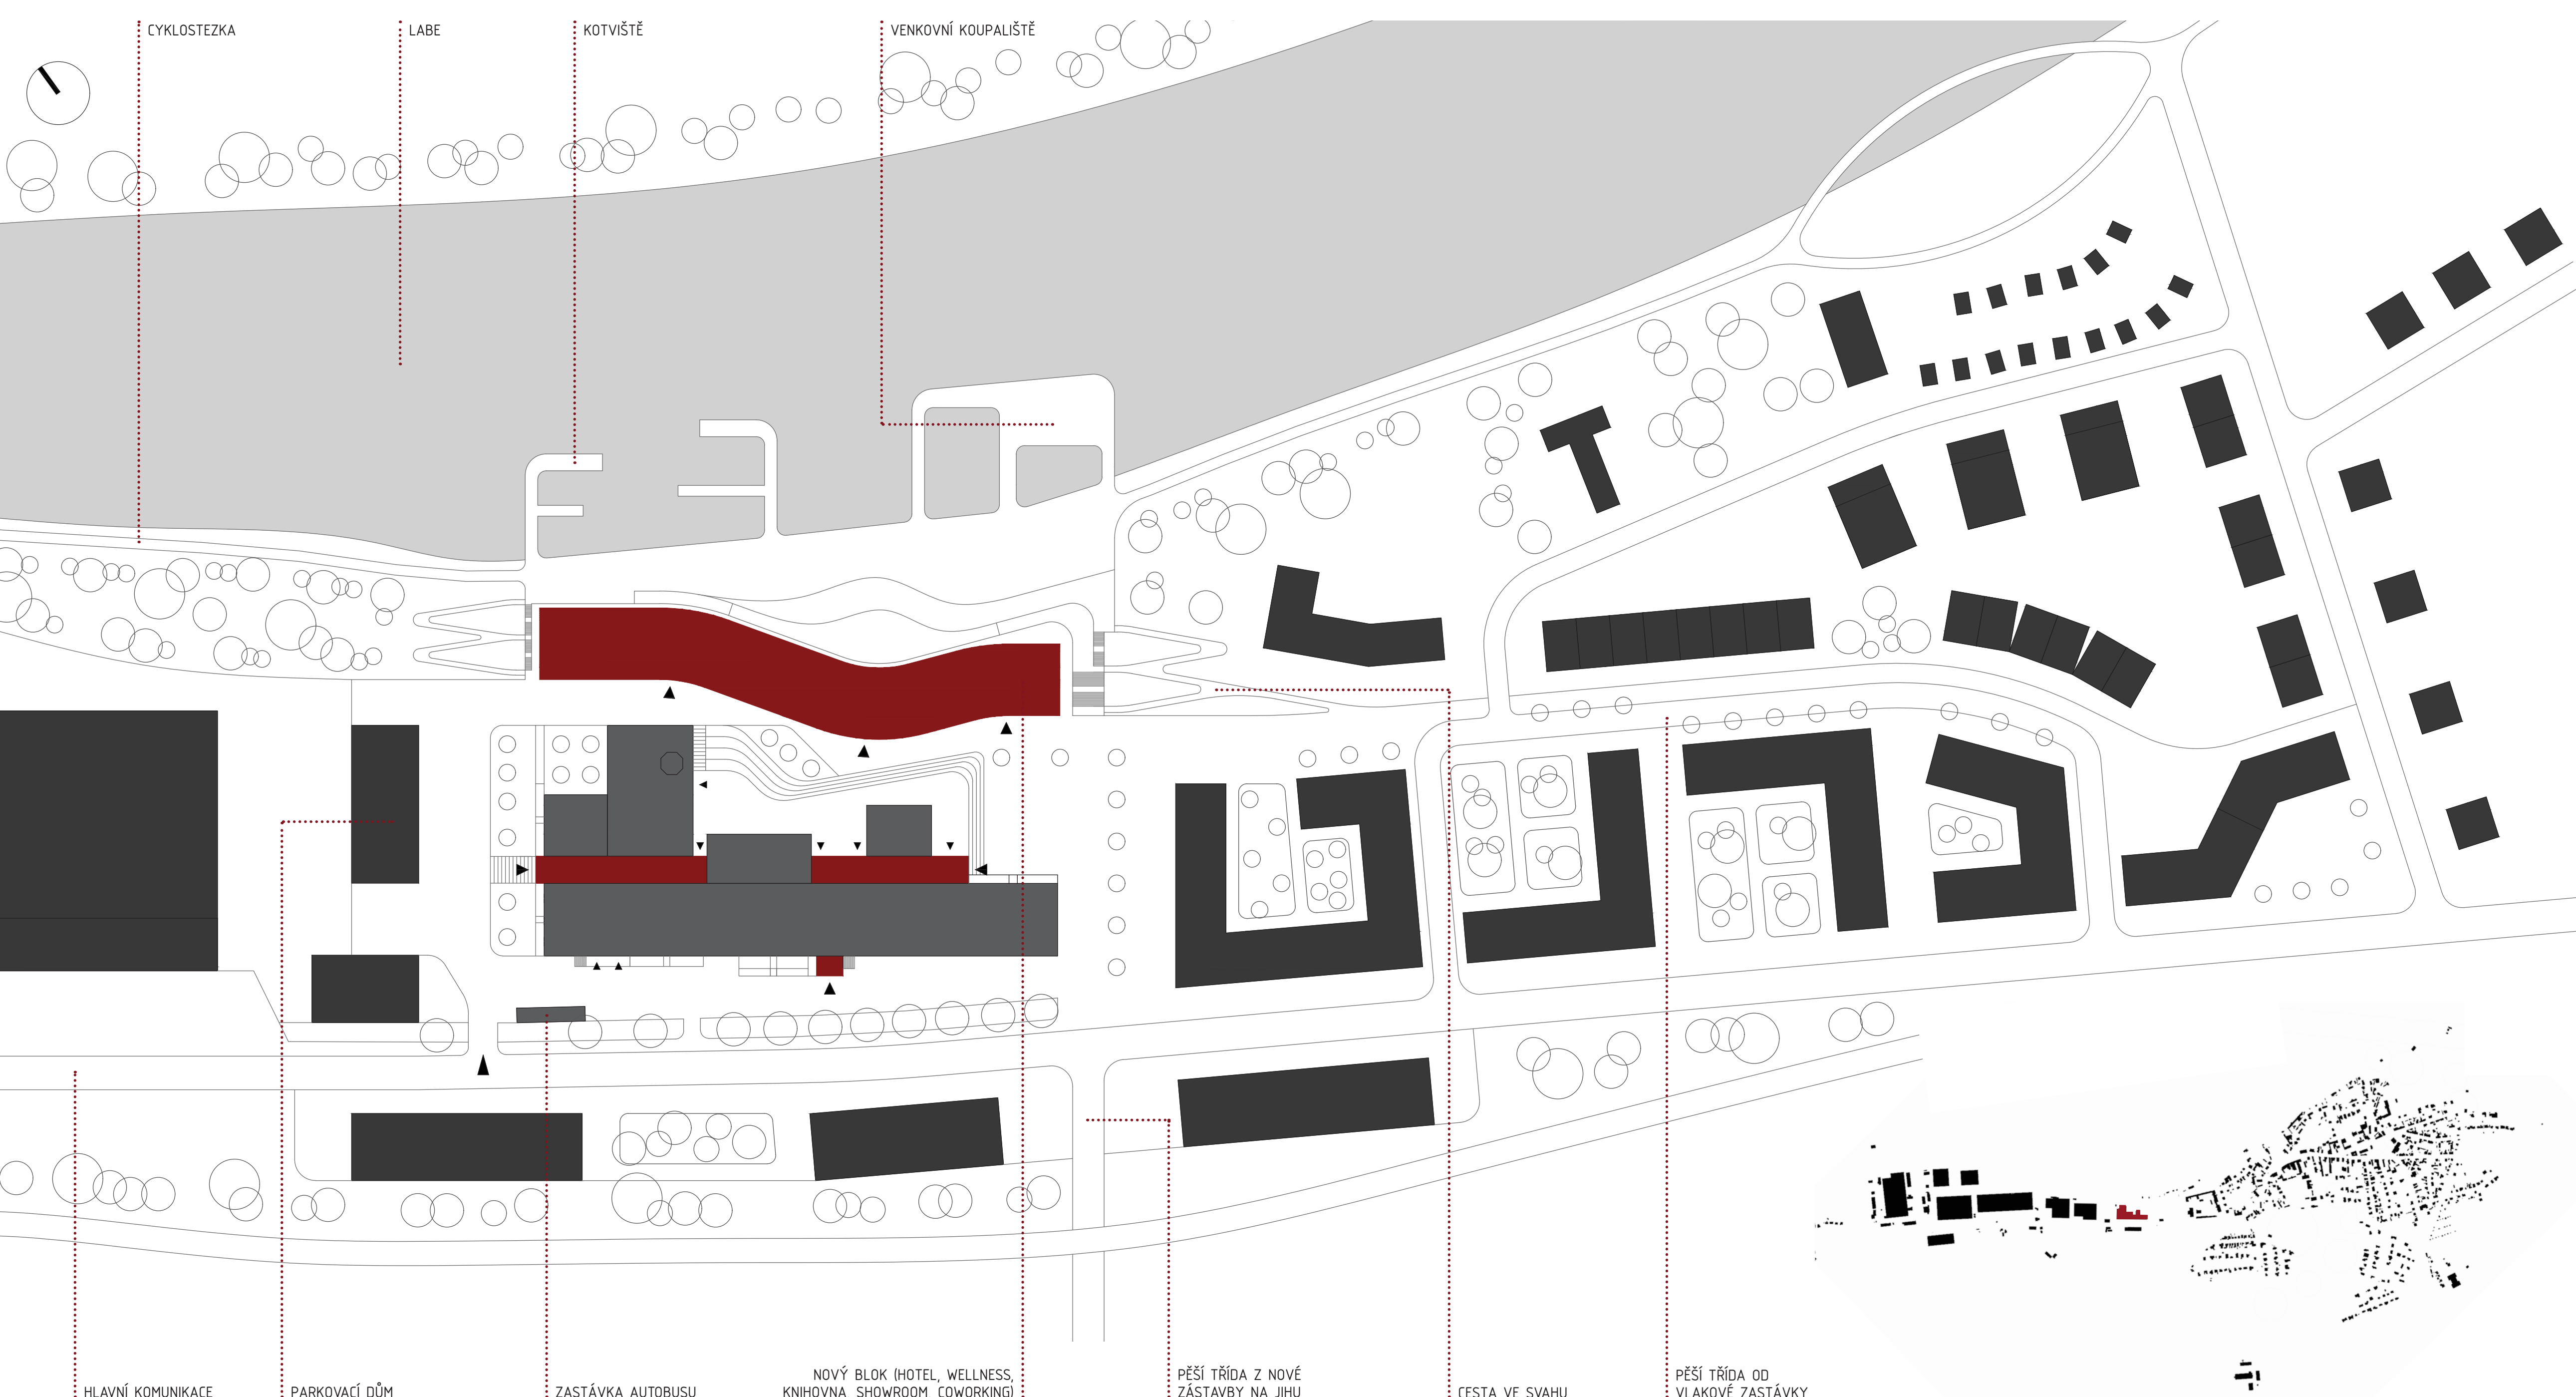 CYKLOSTEZKA
LABE
KOTVIŠTĚ
VENKOVNÍ KOUPALIŠTĚ
HLAVNÍ KOMUNIKACE
PARKOVACÍ DŮM
ZASTÁVKA AUTOBUSU
NOVÝ BLOK (HOTEL, WELLNESS,
KNIHOVNA, SHOWROOM, COWORKING)
PĚŠÍ TŘÍDA Z NOVÉ
ZÁSTAVBY NA JIHU
CESTA VE SVAHU
PĚŠÍ TŘÍDA OD
VLAKOVÉ ZASTÁVKY